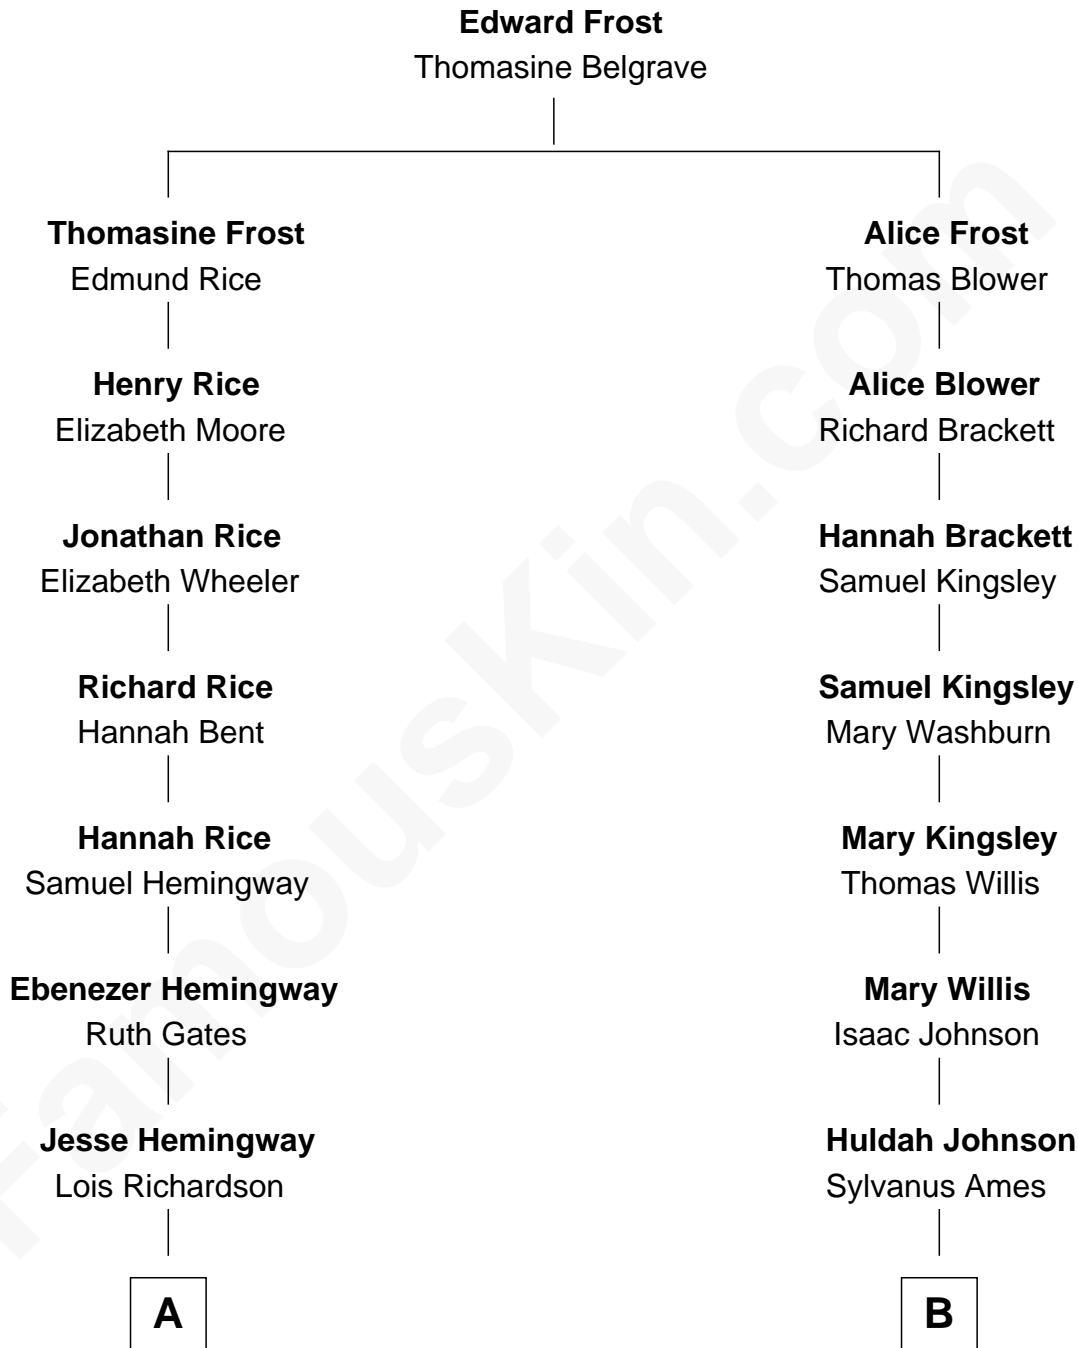 Edward Frost
Thomasine Belgrave
Thomasine Frost
Edmund Rice
Alice Frost
Thomas Blower
Henry Rice
Elizabeth Moore
Alice Blower
Richard Brackett
Jonathan Rice
Elizabeth Wheeler
Hannah Brackett
Samuel Kingsley
Richard Rice
Hannah Bent
Samuel Kingsley
Mary Washburn
Hannah Rice
Samuel Hemingway
Mary Kingsley
Thomas Willis
Ebenezer Hemingway
Ruth Gates
Mary Willis
Isaac Johnson
Jesse Hemingway
Lois Richardson
Huldah Johnson
Sylvanus Ames
A
B
FamousKin.com